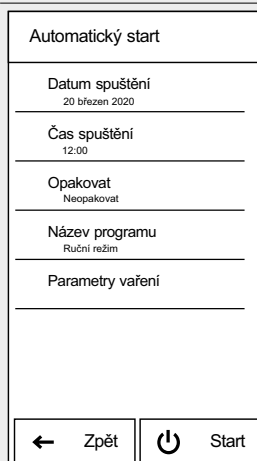 Automatický start
Datum spuštění
20 březen 2020
Čas spuštění
12:00
Opakovat
Neopakovat
Název programu
Ruční režim
Parametry vaření
Zpět
Start